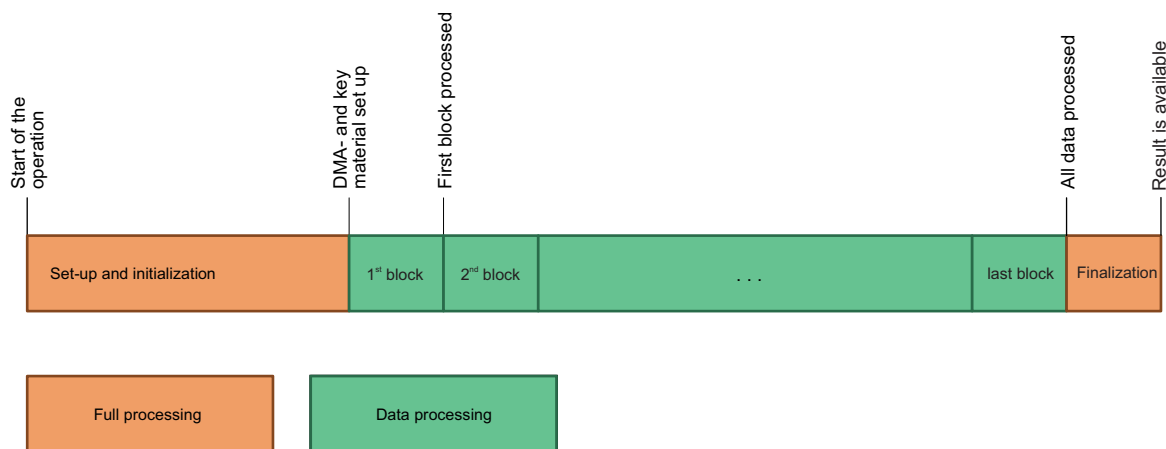 Start of the
operation
DMA- and key
material set up
First block processed
All data processed
Result is available
Set-up and initialization
1st block
2nd block
. . .
last block
Finalization
Full processing
Data processing